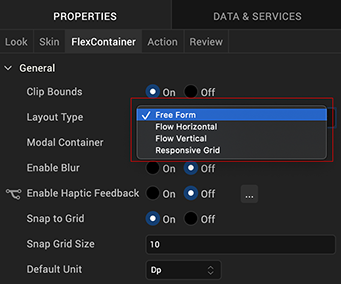 PROPERTIES DATA & SERVICES
Look Skin FlexContainer Action Review
General
Clip Bounds On Off
Layout Type ✓ Free Form
Flow Horizontal
Flow Vertical
Responsive Grid
Modal Container
Enable Blur On Off
Enable Haptic Feedback On Off ...
Snap to Grid On Off
Snap Grid Size 10
Default Unit Dp